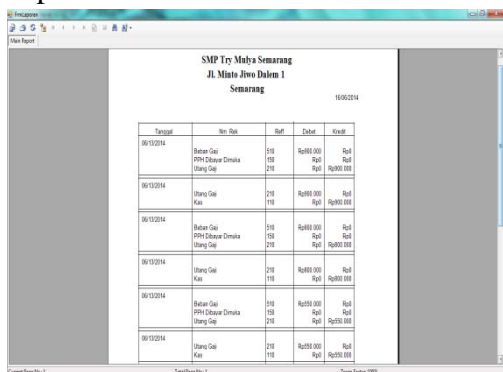 FrmLaporan
Main Report
SMP Try Mulya Semarang
Jl. Minto Jiwo Dalem 1
Semarang
16/06/2014
Tanggal Nm Rek Reff Debet Kredit
06/13/2014
Beban Gaji 510 Rp900.000 Rp0
PPH Dibayar Dimuka 150 Rp0 Rp0
Utang Gaji 210 Rp0 Rp900.000
06/13/2014
Utang Gaji 210 Rp900.000 Rp0
Kas 110 Rp0 Rp900.000
06/13/2014
Beban Gaji 510 Rp800.000 Rp0
PPH Dibayar Dimuka 150 Rp0 Rp0
Utang Gaji 210 Rp0 Rp800.000
06/13/2014
Utang Gaji 210 Rp800.000 Rp0
Kas 110 Rp0 Rp800.000
06/13/2014
Beban Gaji 510 Rp550.000 Rp0
PPH Dibayar Dimuka 150 Rp0 Rp0
Utang Gaji 210 Rp0 Rp550.000
06/13/2014
Utang Gaji 210 Rp550.000 Rp0
Kas 110 Rp0 Rp550.000